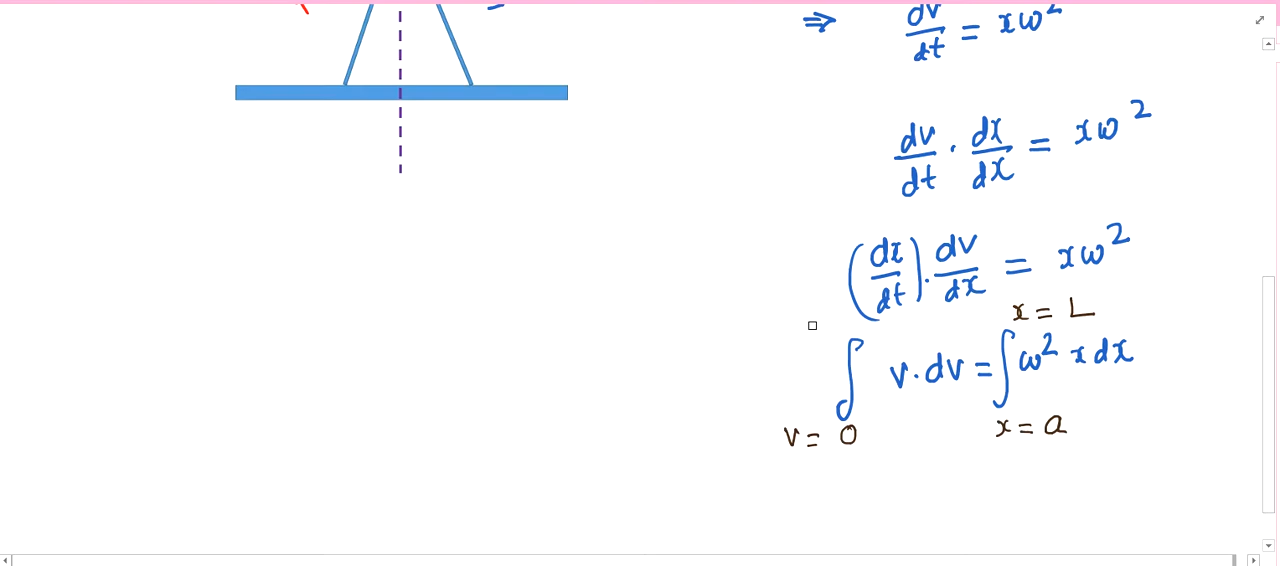 ⇒ dv/dt = xω²
dv/dt · dx/dx = xω²
(dx/dt) · dv/dx = xω²
x = L
∫ v · dv = ∫ ω² x dx
v = 0 x = a